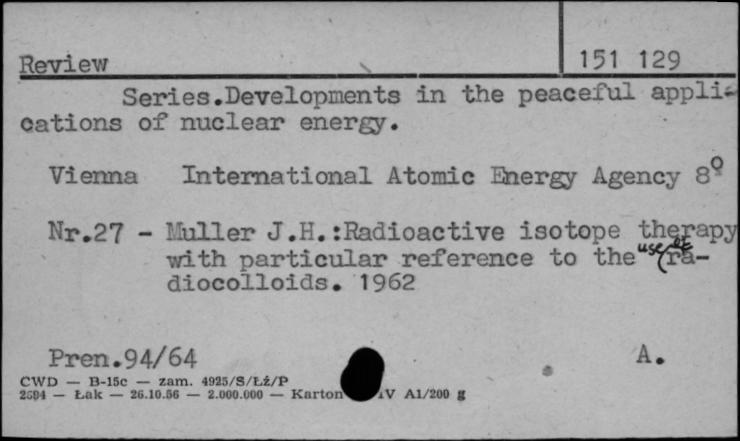 Review 151 129
Series.Developments in the peaceful appli-
cations of nuclear energy.
Vienna International Atomic Energy Agency 8º
Nr.27 - Muller J.H.:Radioactive isotope therapy
with particular reference to the use of ra-
diocolloids. 1962
Pren.94/64 A.
CWD — B-15c — zam. 4925/S/Łż/P
2594 — Łak — 26.10.56 — 2.000.000 — Karton IV A1/200 g